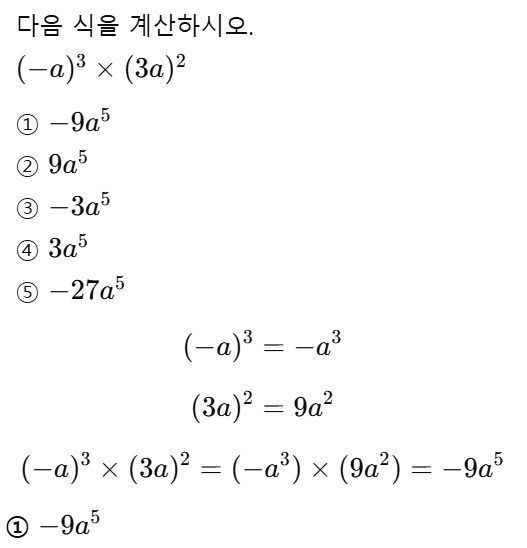 다음 식을 계산하시오.
(−a)³ × (3a)²
① −9a⁵
② 9a⁵
③ −3a⁵
④ 3a⁵
⑤ −27a⁵
(−a)³ = −a³
(3a)² = 9a²
(−a)³ × (3a)² = (−a³) × (9a²) = −9a⁵
① −9a⁵